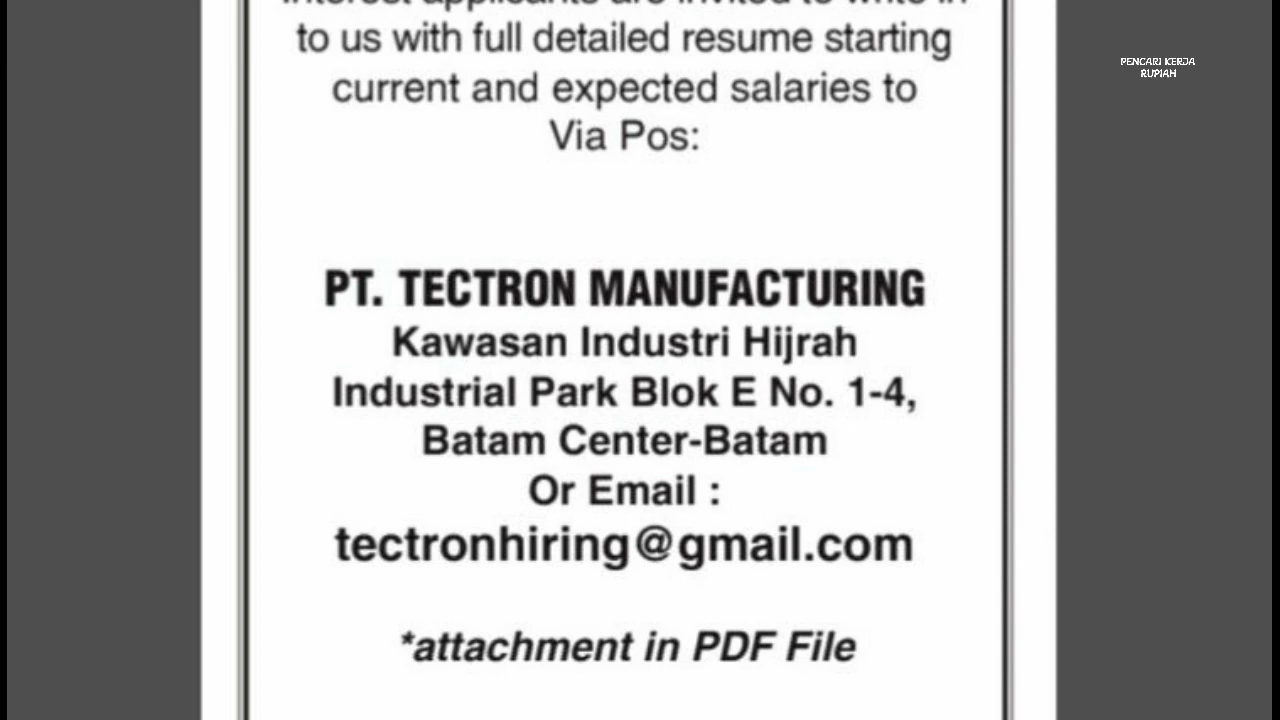 to us with full detailed resume starting
current and expected salaries to
Via Pos:
PT. TECTRON MANUFACTURING
Kawasan Industri Hijrah
Industrial Park Blok E No. 1-4,
Batam Center-Batam
Or Email :
tectronhiring@gmail.com
*attachment in PDF File
PENCARI KERJA
RUPIAH